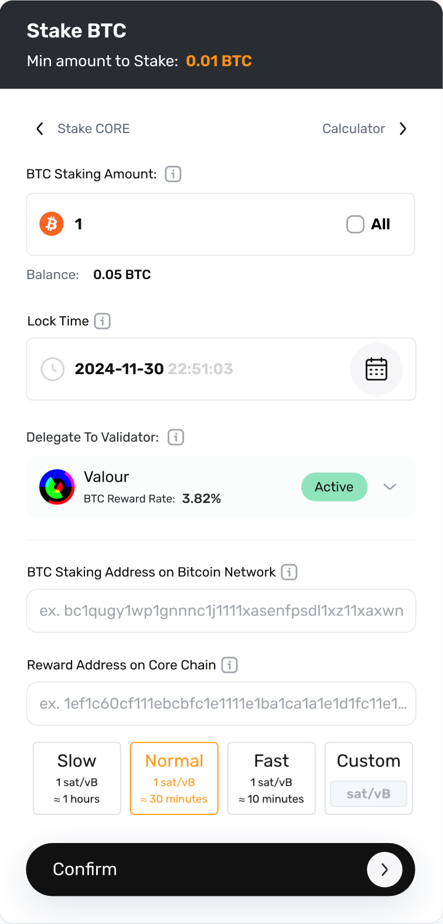 Stake BTC
Min amount to Stake: 0.01 BTC
Stake CORE Calculator
BTC Staking Amount:
1 All
Balance: 0.05 BTC
Lock Time
2024-11-30 22:51:03
Delegate To Validator:
Valour
BTC Reward Rate: 3.82%
Active
BTC Staking Address on Bitcoin Network
ex. bc1qugy1wp1gnnnc1j1111xasenfpsdl1xz11xaxwn
Reward Address on Core Chain
ex. 1ef1c60cf111ebcbfc1e1111e1ba1ca1a1e1d1fc11e1...
Slow
1 sat/vB
≈ 1 hours
Normal
1 sat/vB
≈ 30 minutes
Fast
1 sat/vB
≈ 10 minutes
Custom
sat/vB
Confirm